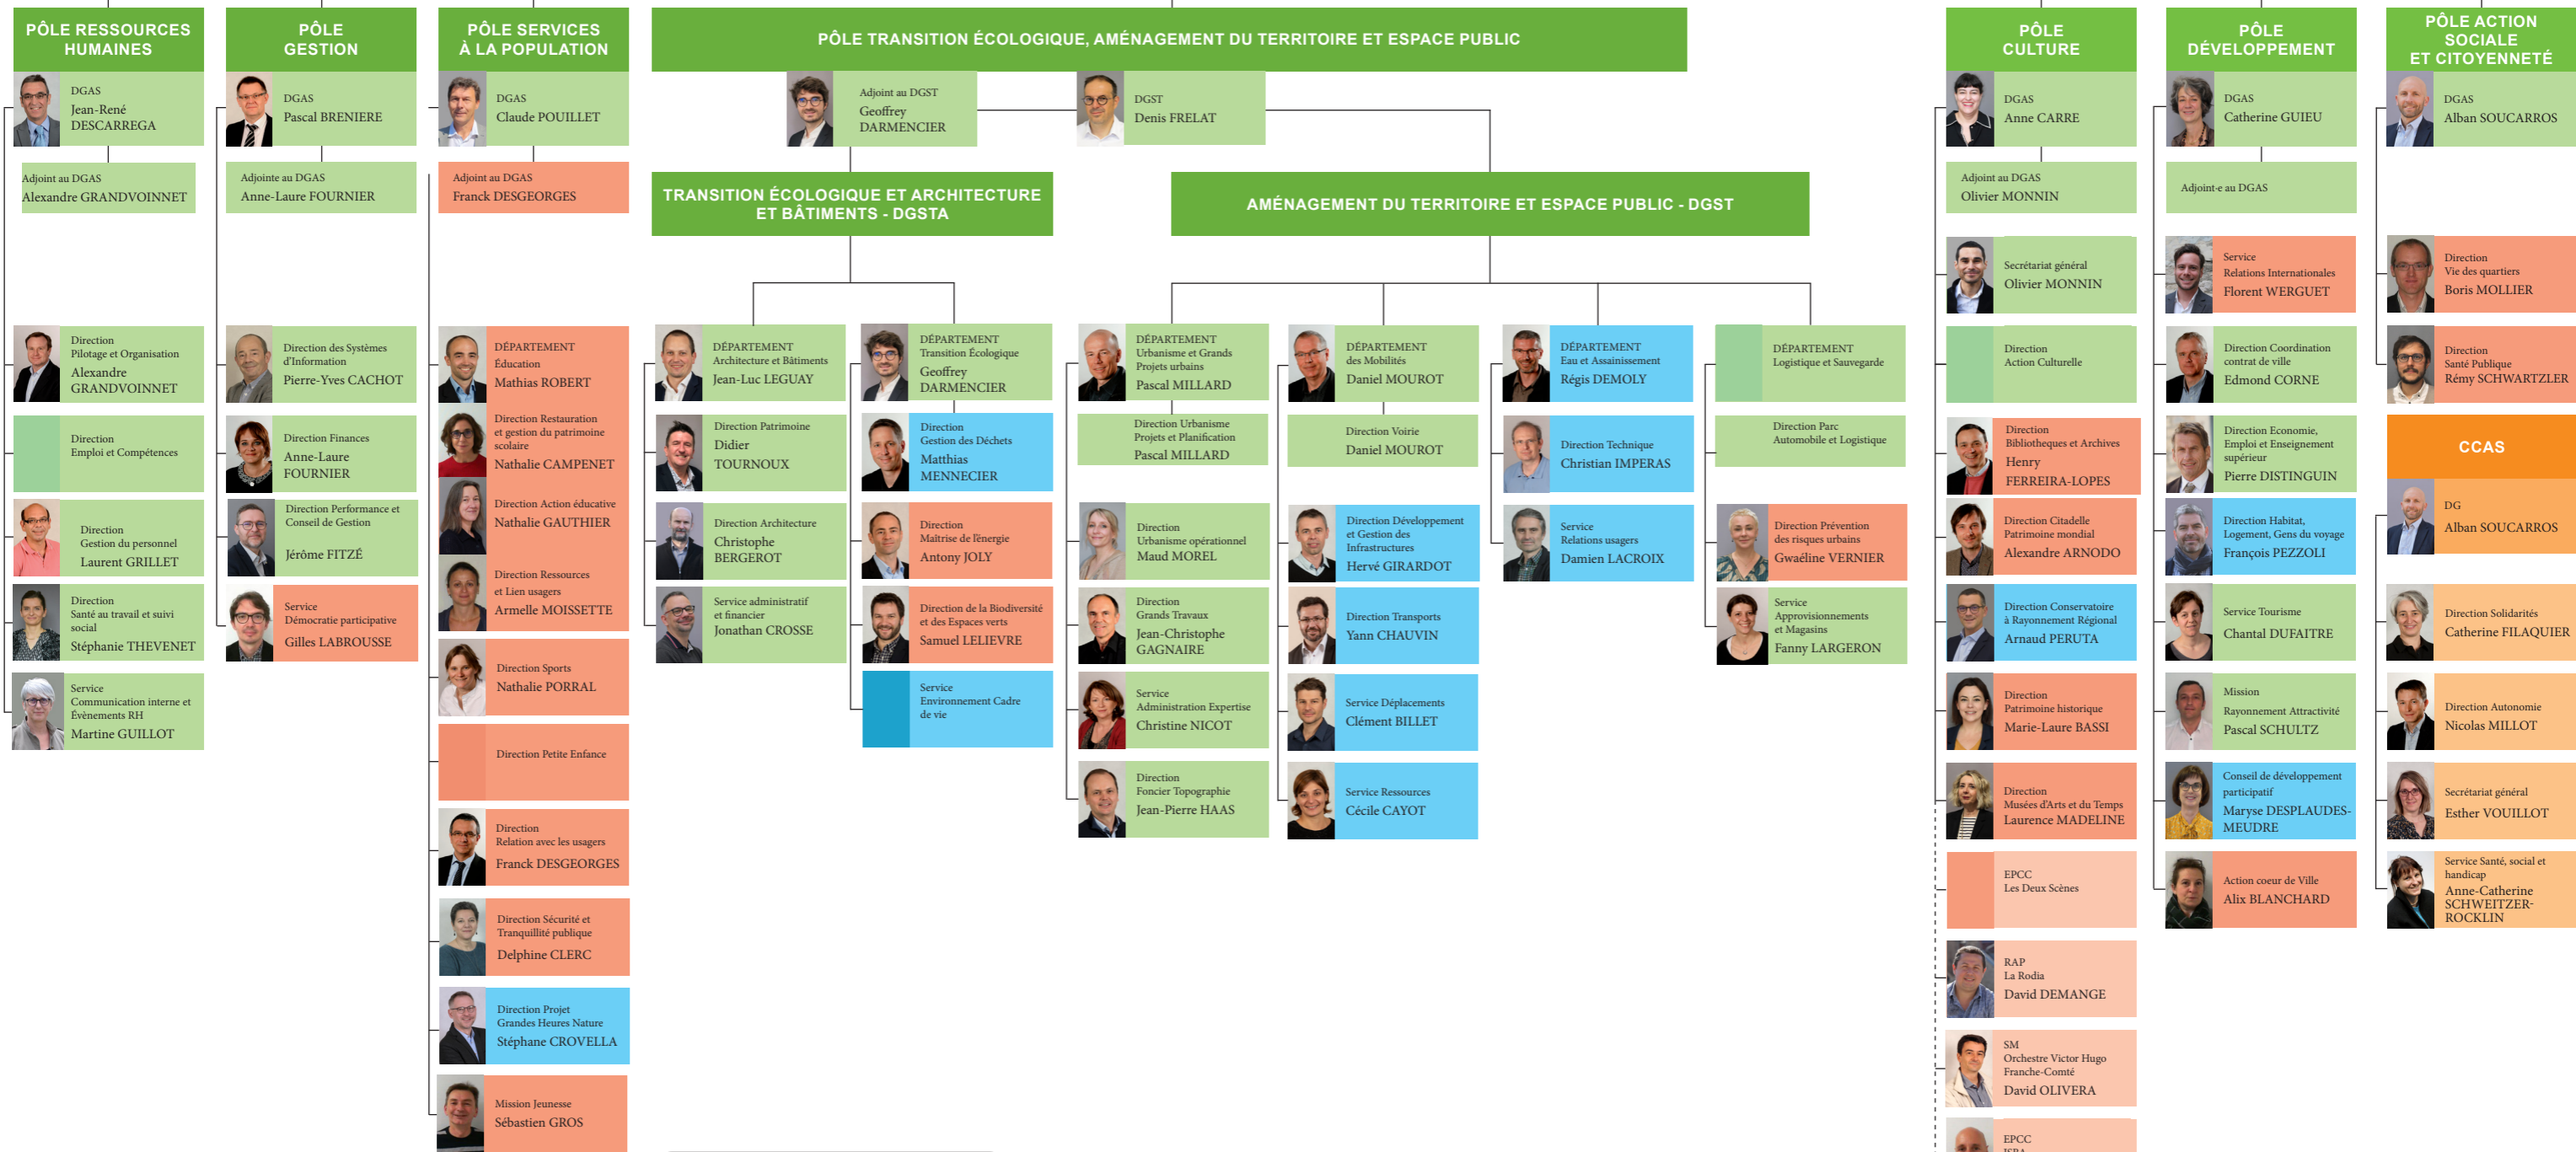 PÔLE RESSOURCES
HUMAINES
DGAS
Jean-René
DESCARREGA
Adjoint au DGAS
Alexandre GRANDVOINNET
Direction
Pilotage et Organisation
Alexandre
GRANDVOINNET
Direction
Emploi et Compétences
Direction
Gestion du personnel
Laurent GRILLET
Direction
Santé au travail et suivi
social
Stéphanie THEVENET
Service
Communication interne et
Évènements RH
Martine GUILLOT
PÔLE
GESTION
DGAS
Pascal BRENIERE
Adjointe au DGAS
Anne-Laure FOURNIER
Direction des Systèmes
d'Information
Pierre-Yves CACHOT
Direction Finances
Anne-Laure
FOURNIER
Direction Performance et
Conseil de Gestion
Jérôme FITZÉ
Service
Démocratie participative
Gilles LABROUSSE
PÔLE SERVICES
À LA POPULATION
DGAS
Claude POUILLET
Adjoint au DGAS
Franck DESGEORGES
DÉPARTEMENT
Éducation
Mathias ROBERT
Direction Restauration
et gestion du patrimoine
scolaire
Nathalie CAMPENET
Direction Action éducative
Nathalie GAUTHIER
Direction Ressources
et Lien usagers
Armelle MOISSETTE
Direction Sports
Nathalie PORRAL
Direction Petite Enfance
Direction
Relation avec les usagers
Franck DESGEORGES
Direction Sécurité et
Tranquillité publique
Delphine CLERC
Direction Projet
Grandes Heures Nature
Stéphane CROVELLA
Mission Jeunesse
Sébastien GROS
PÔLE TRANSITION ÉCOLOGIQUE, AMÉNAGEMENT DU TERRITOIRE ET ESPACE PUBLIC
Adjoint au DGST
Geoffrey
DARMENCIER
DGST
Denis FRELAT
TRANSITION ÉCOLOGIQUE ET ARCHITECTURE
ET BÂTIMENTS - DGSTA
DÉPARTEMENT
Architecture et Bâtiments
Jean-Luc LEGUAY
Direction Patrimoine
Didier
TOURNOUX
Direction Architecture
Christophe
BERGEROT
Service administratif
et financier
Jonathan CROSSE
DÉPARTEMENT
Transition Écologique
Geoffrey
DARMENCIER
Direction
Gestion des Déchets
Matthias
MENNECIER
Direction
Maîtrise de l'énergie
Antony JOLY
Direction de la Biodiversité
et des Espaces verts
Samuel LELIEVRE
Service
Environnement Cadre
de vie
AMÉNAGEMENT DU TERRITOIRE ET ESPACE PUBLIC - DGST
DÉPARTEMENT
Urbanisme et Grands
Projets urbains
Pascal MILLARD
Direction Urbanisme
Projets et Planification
Pascal MILLARD
Direction
Urbanisme opérationnel
Maud MOREL
Direction
Grands Travaux
Jean-Christophe
GAGNAIRE
Service
Administration Expertise
Christine NICOT
Direction
Foncier Topographie
Jean-Pierre HAAS
DÉPARTEMENT
des Mobilités
Daniel MOUROT
Direction Voirie
Daniel MOUROT
Direction Développement
et Gestion des
Infrastructures
Hervé GIRARDOT
Direction Transports
Yann CHAUVIN
Service Déplacements
Clément BILLET
Service Ressources
Cécile CAYOT
DÉPARTEMENT
Eau et Assainissement
Régis DEMOLY
Direction Technique
Christian IMPERAS
Service
Relations usagers
Damien LACROIX
DÉPARTEMENT
Logistique et Sauvegarde
Direction Parc
Automobile et Logistique
Direction Prévention
des risques urbains
Gwaéline VERNIER
Service
Approvisionnements
et Magasins
Fanny LARGERON
PÔLE
CULTURE
DGAS
Anne CARRE
Adjoint au DGAS
Olivier MONNIN
Secrétariat général
Olivier MONNIN
Direction
Action Culturelle
Direction
Bibliotheques et Archives
Henry
FERREIRA-LOPES
Direction Citadelle
Patrimoine mondial
Alexandre ARNODO
Direction Conservatoire
à Rayonnement Régional
Arnaud PERUTA
Direction
Patrimoine historique
Marie-Laure BASSI
Direction
Musées d'Arts et du Temps
Laurence MADELINE
EPCC
Les Deux Scènes
RAP
La Rodia
David DEMANGE
SM
Orchestre Victor Hugo
Franche-Comté
David OLIVERA
EPCC
PÔLE
DÉVELOPPEMENT
DGAS
Catherine GUIEU
Adjoint·e au DGAS
Service
Relations Internationales
Florent WERGUET
Direction Coordination
contrat de ville
Edmond CORNE
Direction Economie,
Emploi et Enseignement
supérieur
Pierre DISTINGUIN
Direction Habitat,
Logement, Gens du voyage
François PEZZOLI
Service Tourisme
Chantal DUFAITRE
Mission
Rayonnement Attractivité
Pascal SCHULTZ
Conseil de développement
participatif
Maryse DESPLAUDES-
MEUDRE
Action coeur de Ville
Alix BLANCHARD
PÔLE ACTION
SOCIALE
ET CITOYENNETÉ
DGAS
Alban SOUCARROS
Direction
Vie des quartiers
Boris MOLLIER
Direction
Santé Publique
Rémy SCHWARTZLER
CCAS
DG
Alban SOUCARROS
Direction Solidarités
Catherine FILAQUIER
Direction Autonomie
Nicolas MILLOT
Secrétariat général
Esther VOUILLOT
Service Santé, social et
handicap
Anne-Catherine
SCHWEITZER-
ROCKLIN